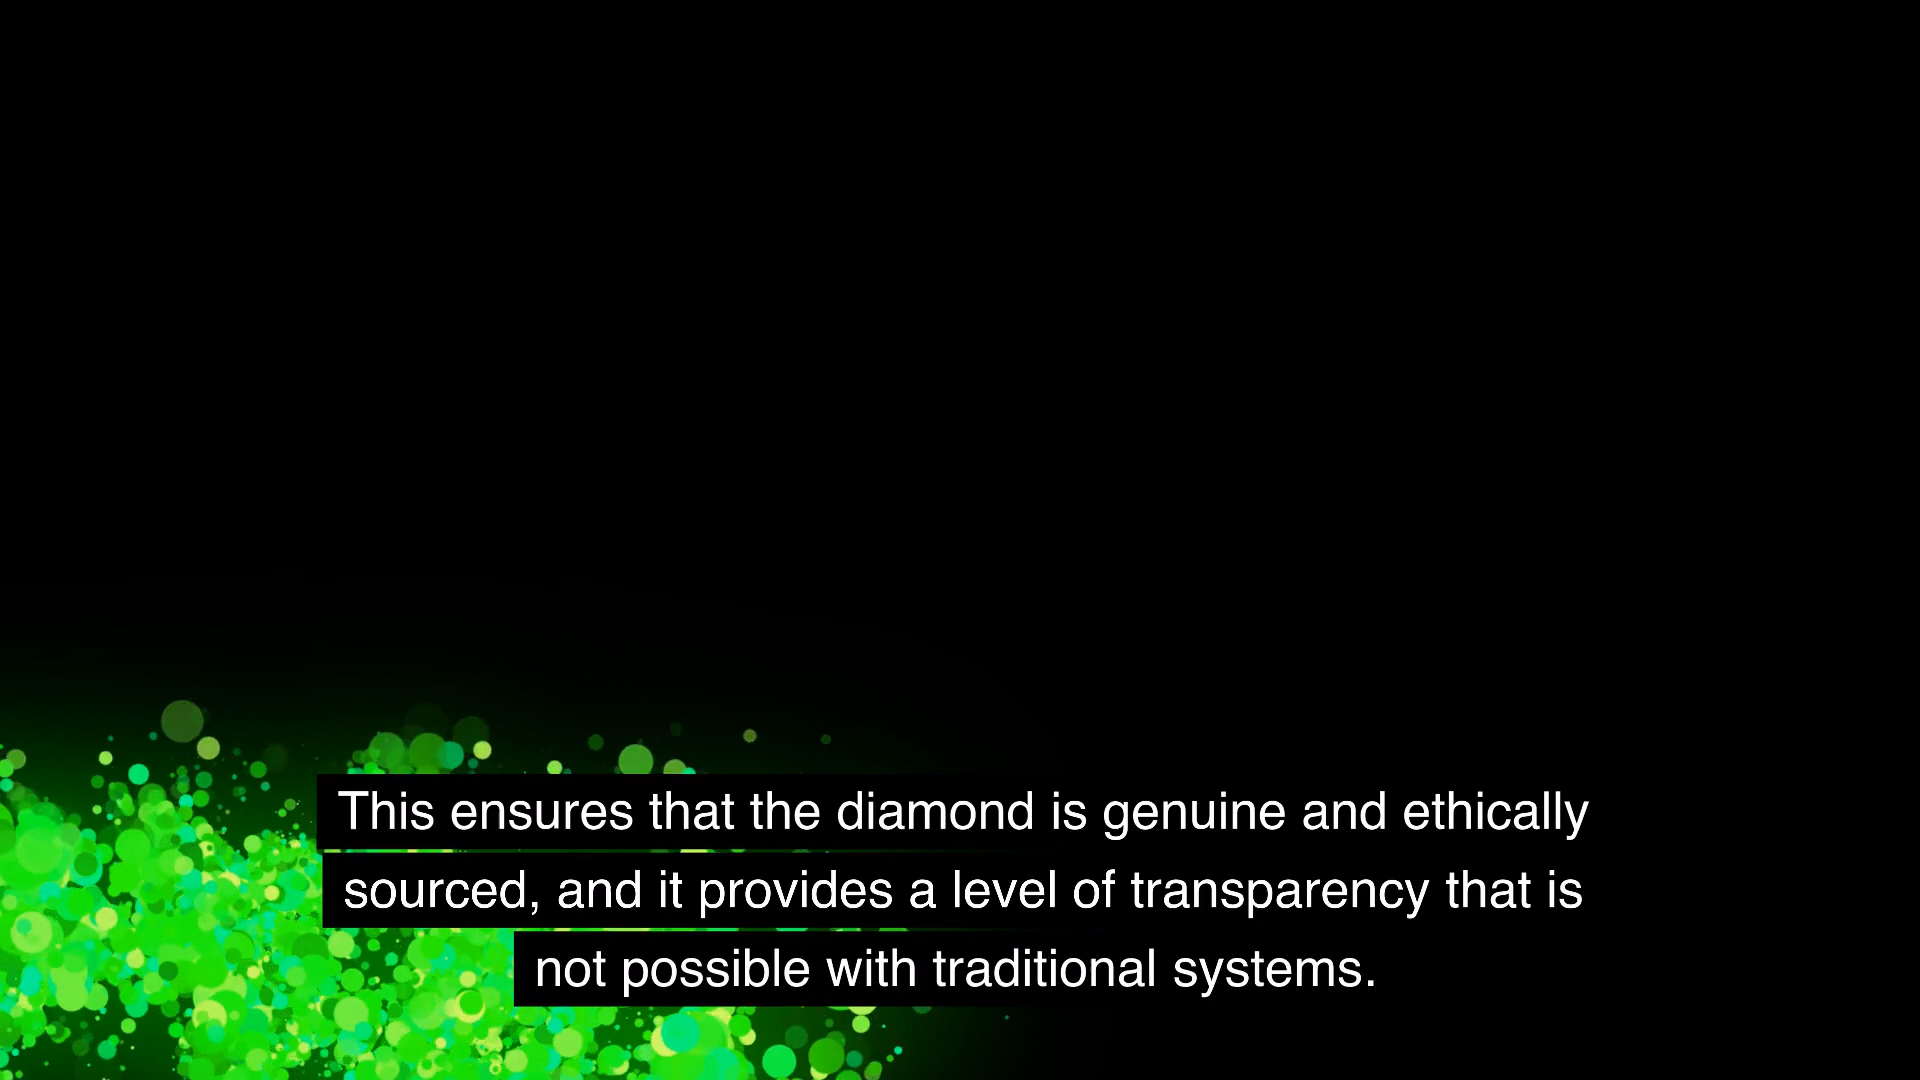 This ensures that the diamond is genuine and ethically
sourced, and it provides a level of transparency that is
not possible with traditional systems.